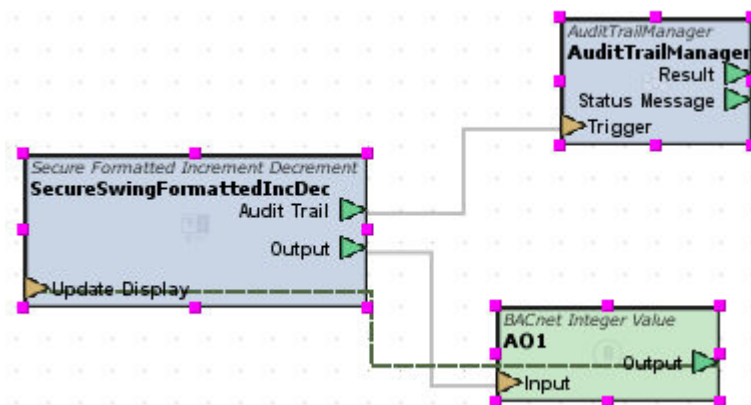 AuditTrailManager
AuditTrailManager
Result
Status Message
Trigger
Secure Formatted Increment Decrement
SecureSwingFormattedIncDec
Audit Trail
Output
Update Display
BACnet Integer Value
AO1
Output
Input